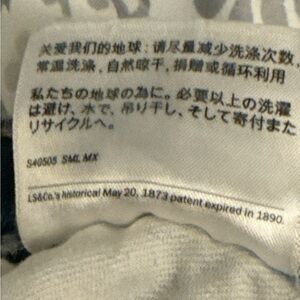 关爱我们的地球：请尽量减少洗涤次数，
常温洗涤，自然晾干，捐赠或循环利用
私たちの地球の為に。必要以上の洗濯
は避け、水で、吊り干し、そして寄付また
リサイクルへ。
S40505 SML MX
LS&Co.'s historical May 20, 1873 patent expired in 1890.